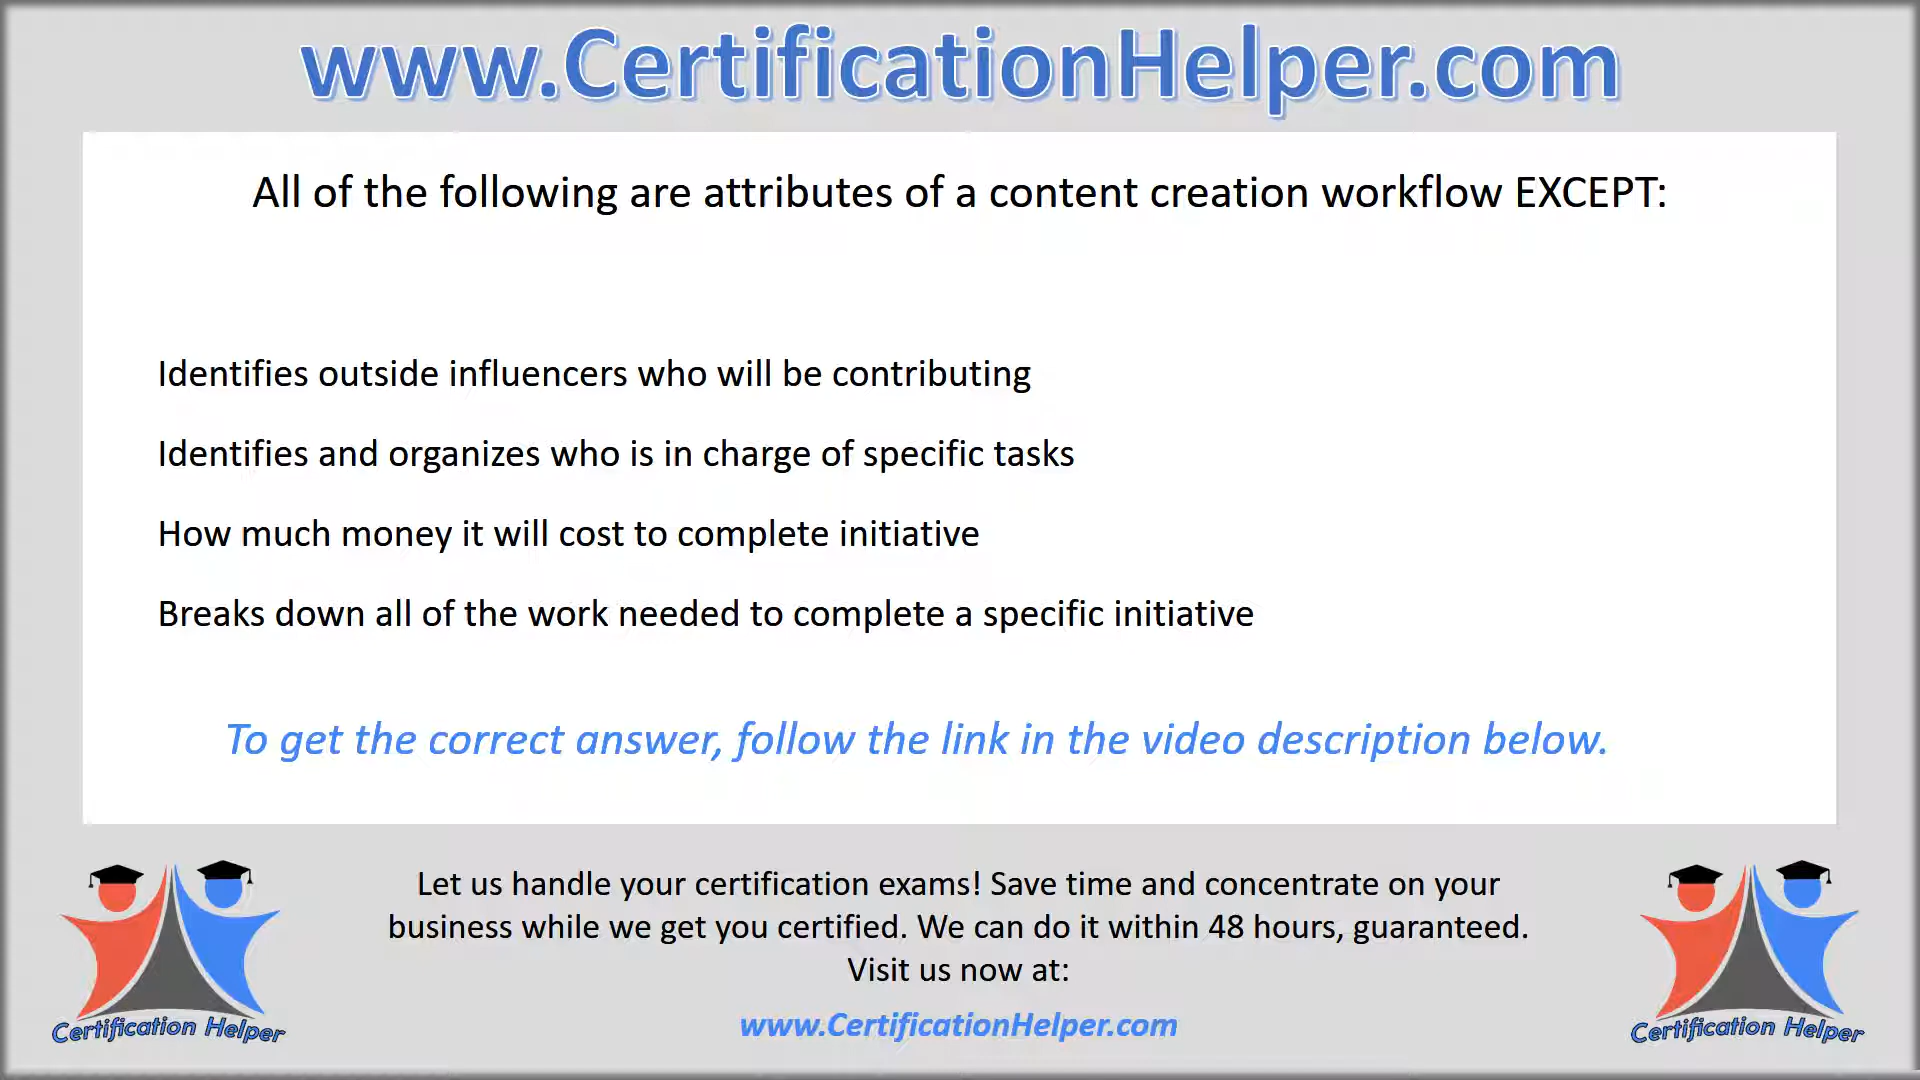 www.CertificationHelper.com
All of the following are attributes of a content creation workflow EXCEPT:
Identifies outside influencers who will be contributing
Identifies and organizes who is in charge of specific tasks
How much money it will cost to complete initiative
Breaks down all of the work needed to complete a specific initiative
To get the correct answer, follow the link in the video description below.
Let us handle your certification exams! Save time and concentrate on your
business while we get you certified. We can do it within 48 hours, guaranteed.
Visit us now at:
www.CertificationHelper.com
Certification Helper
Certification Helper